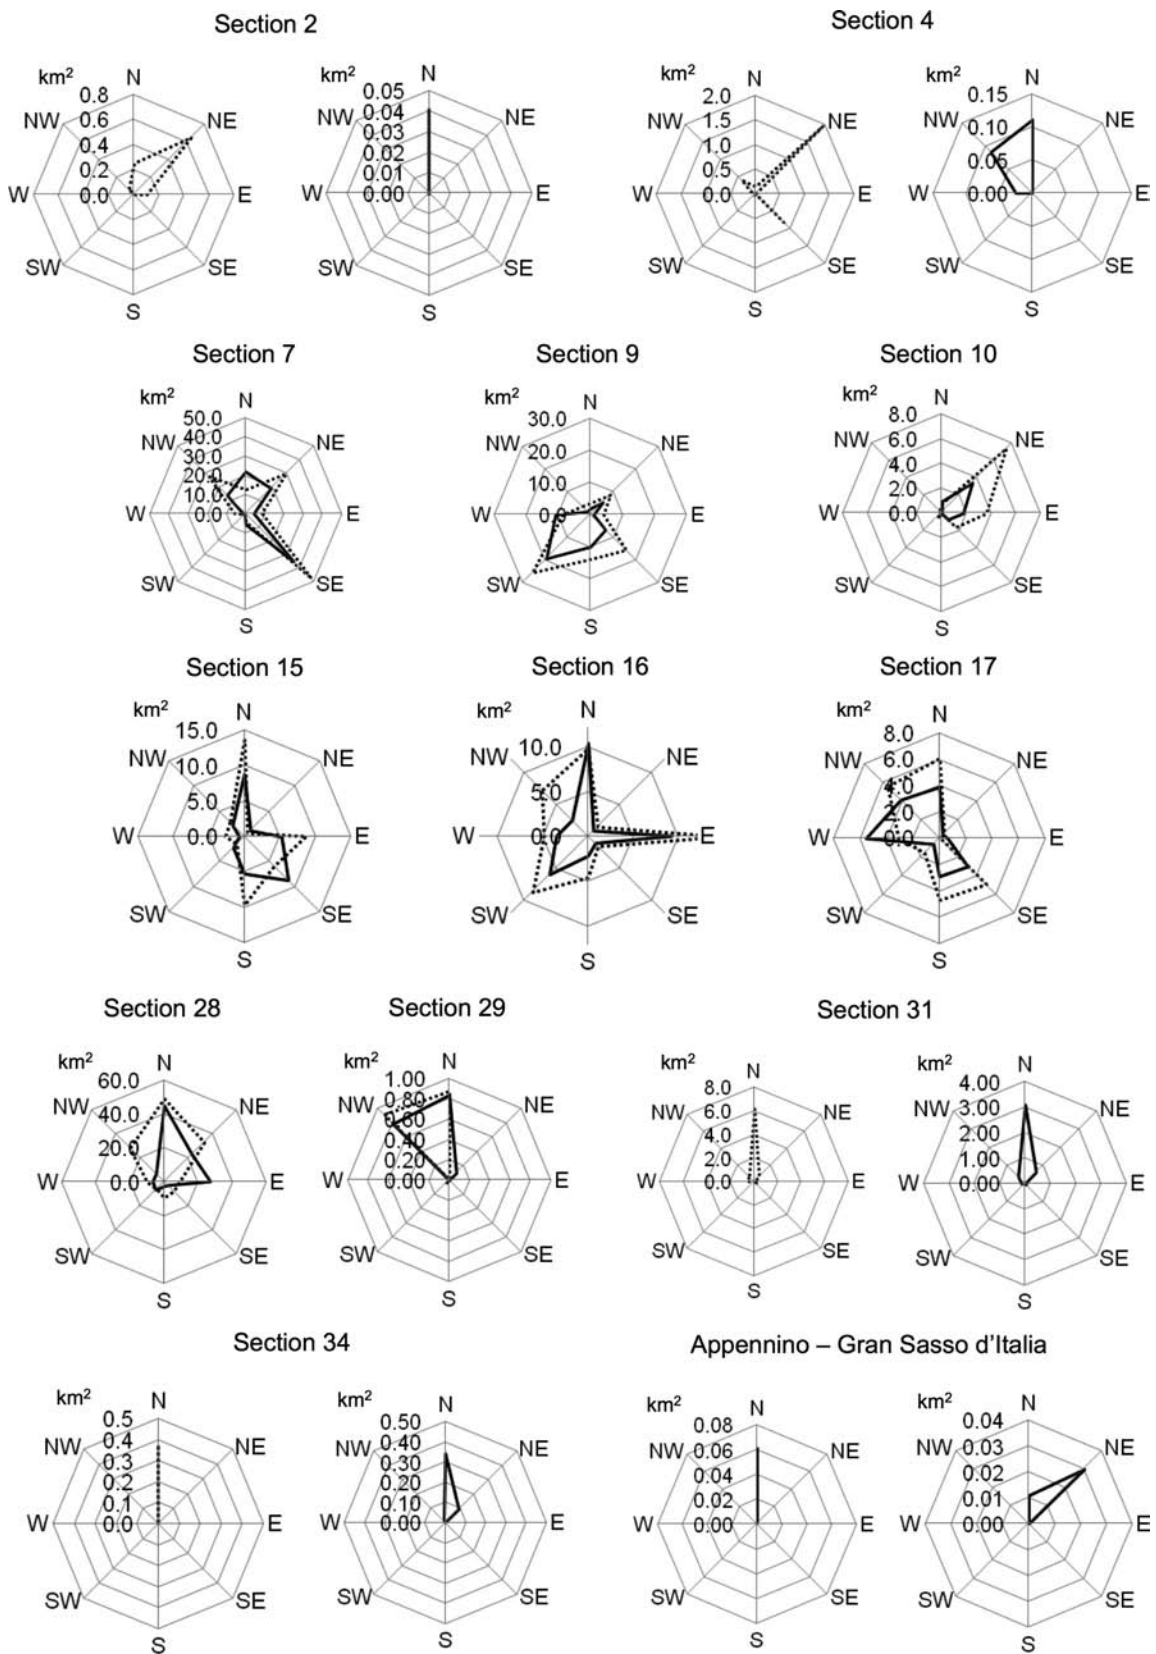 Section 2
km²
N
0.8
0.6
0.4
0.2
0.0
NW
NE
W
E
SW
SE
S
N
0.05
0.04
0.03
0.02
0.01
0.00
NW
NE
W
E
SW
SE
S
Section 4
km²
N
2.0
1.5
1.0
0.5
0.0
NW
NE
W
E
SW
SE
S
N
0.15
0.10
0.05
0.00
NW
NE
W
E
SW
SE
S
Section 7
km²
N
50.0
40.0
30.0
20.0
10.0
0.0
NW
NE
W
E
SW
SE
S
Section 9
N
30.0
20.0
10.0
0.0
NW
NE
W
E
SW
SE
S
Section 10
km²
N
8.0
6.0
4.0
2.0
0.0
NW
NE
W
E
SW
SE
S
Section 15
km²
N
15.0
10.0
5.0
0.0
NW
NE
W
E
SW
SE
S
Section 16
km²
N
10.0
5.0
0.0
NW
NE
W
E
SW
SE
S
Section 17
km²
N
8.0
6.0
4.0
2.0
0.0
NW
NE
W
E
SW
SE
S
Section 28
km²
N
60.0
40.0
20.0
0.0
NW
NE
W
E
SW
SE
S
Section 29
km²
N
1.00
0.80
0.60
0.40
0.20
0.00
NW
NE
W
E
SW
SE
S
Section 31
km²
N
8.0
6.0
4.0
2.0
0.0
NW
NE
W
E
SW
SE
S
N
4.00
3.00
2.00
1.00
0.00
NW
NE
W
E
SW
SE
S
Section 34
km²
N
0.5
0.4
0.3
0.2
0.1
0.0
NW
NE
W
E
SW
SE
S
km²
N
0.50
0.40
0.30
0.20
0.10
0.00
NW
NE
W
E
SW
SE
S
Appennino – Gran Sasso d'Italia
km²
N
0.08
0.06
0.04
0.02
0.00
NW
NE
W
E
SW
SE
S
km²
N
0.04
0.03
0.02
0.01
0.00
NW
NE
W
E
SW
SE
S